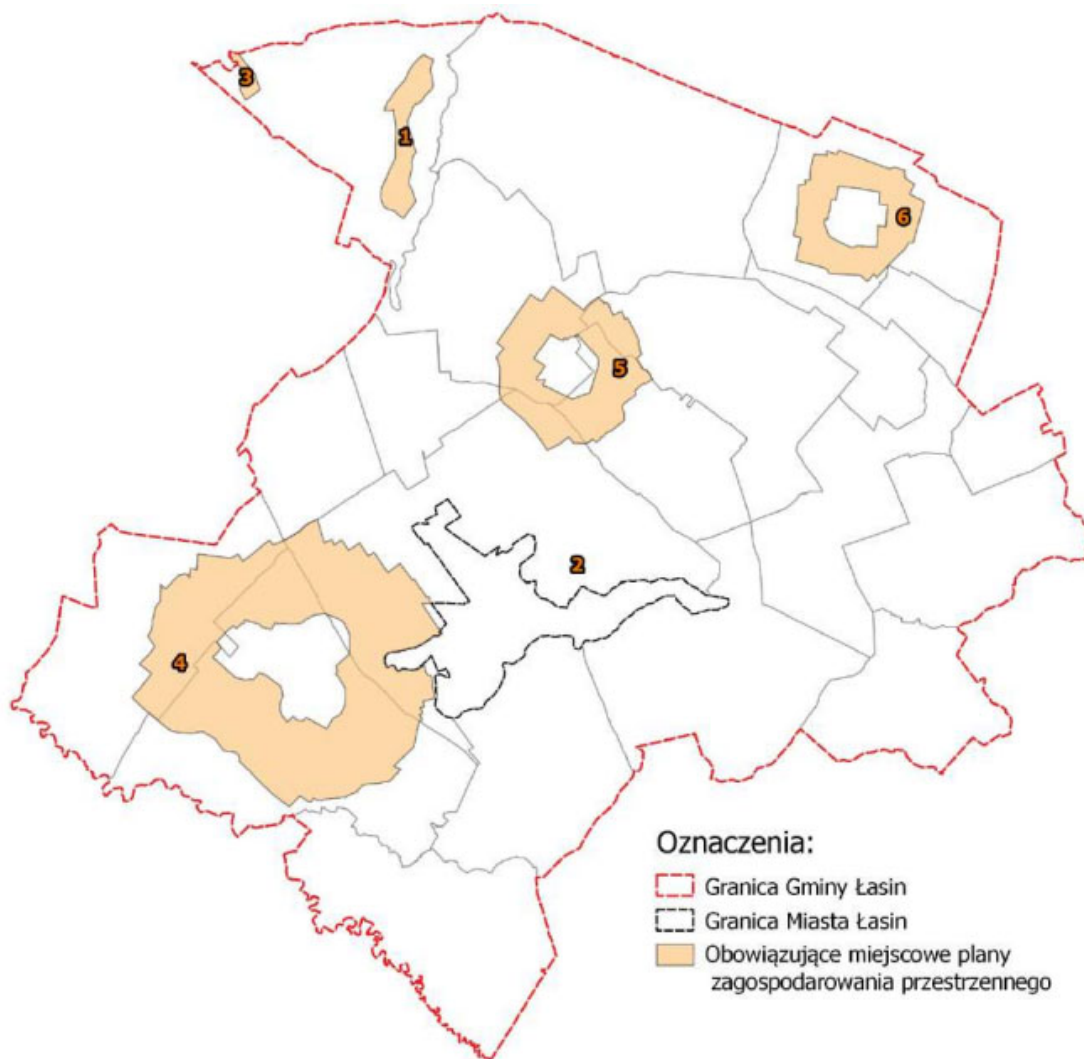 3
1
6
5
2
4
Oznaczenia:
Granica Gminy Łasin
Granica Miasta Łasin
Obowiązujące miejscowe plany
zagospodarowania przestrzennego